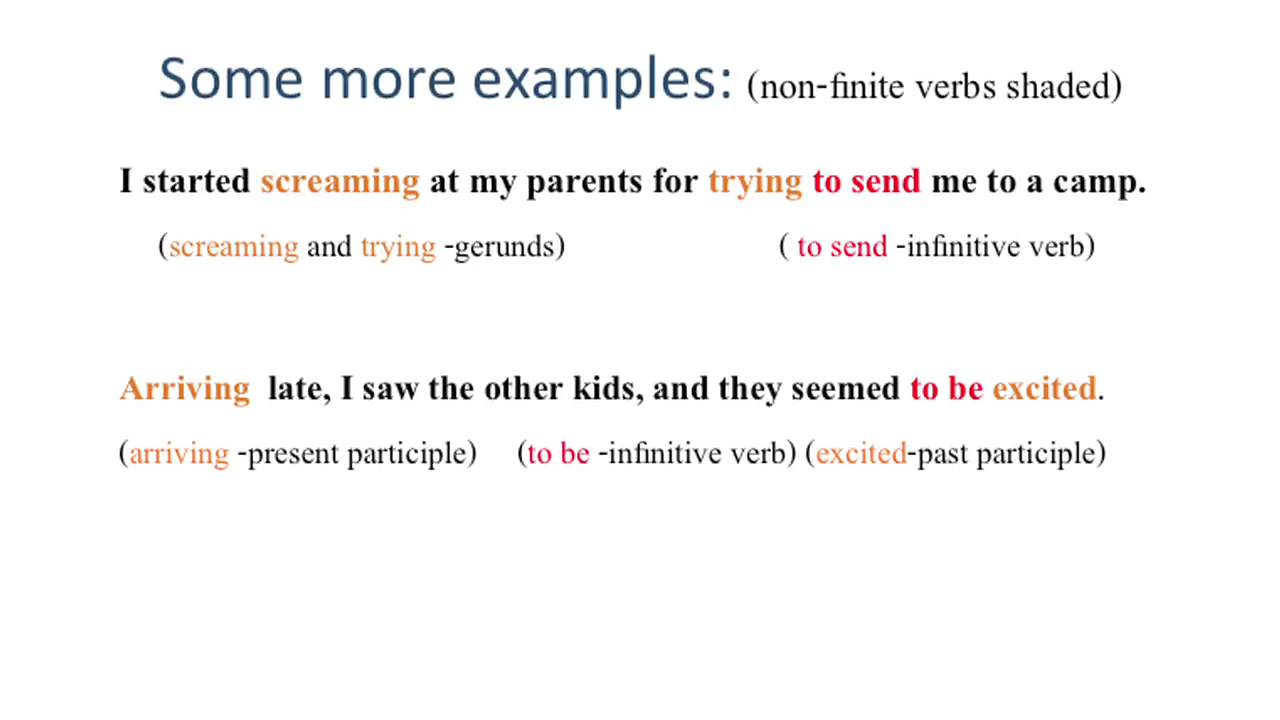 Some more examples: (non-finite verbs shaded)
I started screaming at my parents for trying to send me to a camp.
(screaming and trying -gerunds) ( to send -infinitive verb)
Arriving late, I saw the other kids, and they seemed to be excited.
(arriving -present participle) (to be -infinitive verb) (excited-past participle)